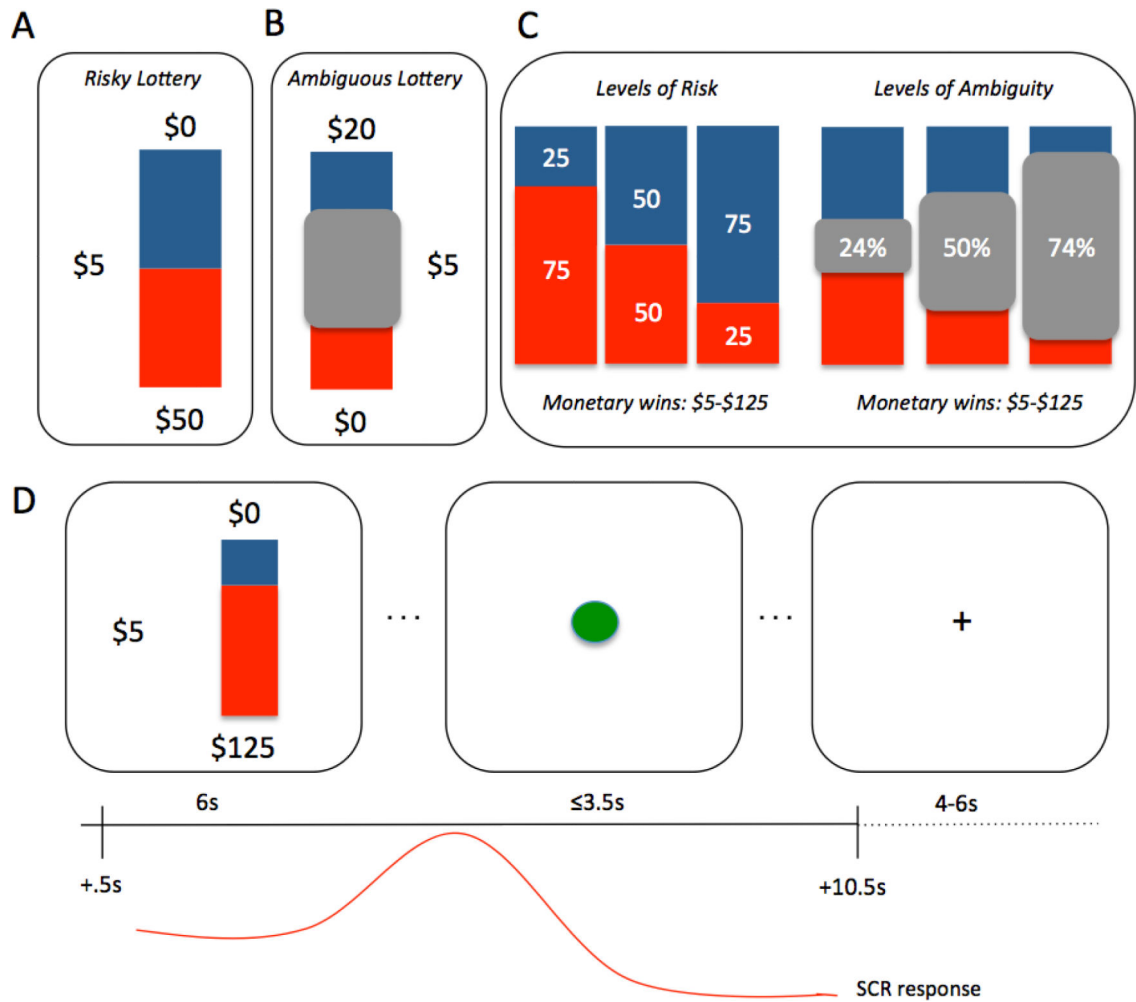 A
Risky Lottery
$0
$5
$50
B
Ambiguous Lottery
$20
$5
$0
C
Levels of Risk
25
75
50
50
75
25
Monetary wins: $5-$125
Levels of Ambiguity
24%
50%
74%
Monetary wins: $5-$125
D
$0
$5
$125
...
...
+
6s
≤3.5s
4-6s
+.5s
+10.5s
SCR response